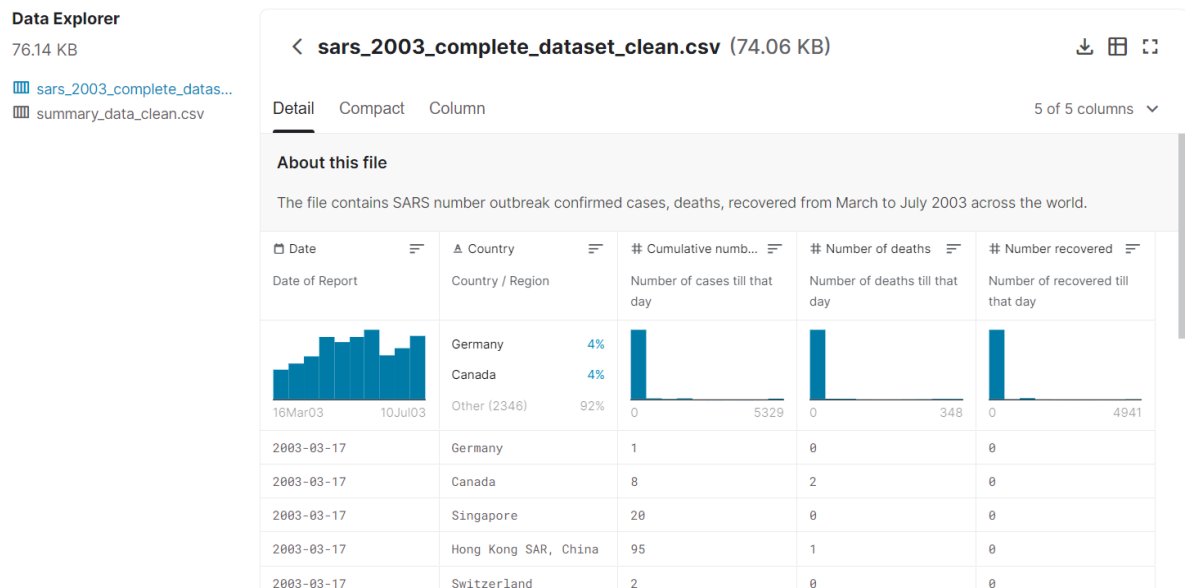 Data Explorer
76.14 KB
sars_2003_complete_datas...
summary_data_clean.csv
sars_2003_complete_dataset_clean.csv (74.06 KB)
Detail Compact Column 5 of 5 columns
About this file
The file contains SARS number outbreak confirmed cases, deaths, recovered from March to July 2003 across the world.
Date Country # Cumulative numb... # Number of deaths # Number recovered
Date of Report Country / Region Number of cases till that day Number of deaths till that day Number of recovered till that day
Germany 4%
Canada 4%
Other (2346) 92%
16Mar03 10Jul03 0 5329 0 348 0 4941
2003-03-17 Germany 1 0 0
2003-03-17 Canada 8 2 0
2003-03-17 Singapore 20 0 0
2003-03-17 Hong Kong SAR, China 95 1 0
2003-03-17 Switzerland 2 0 0